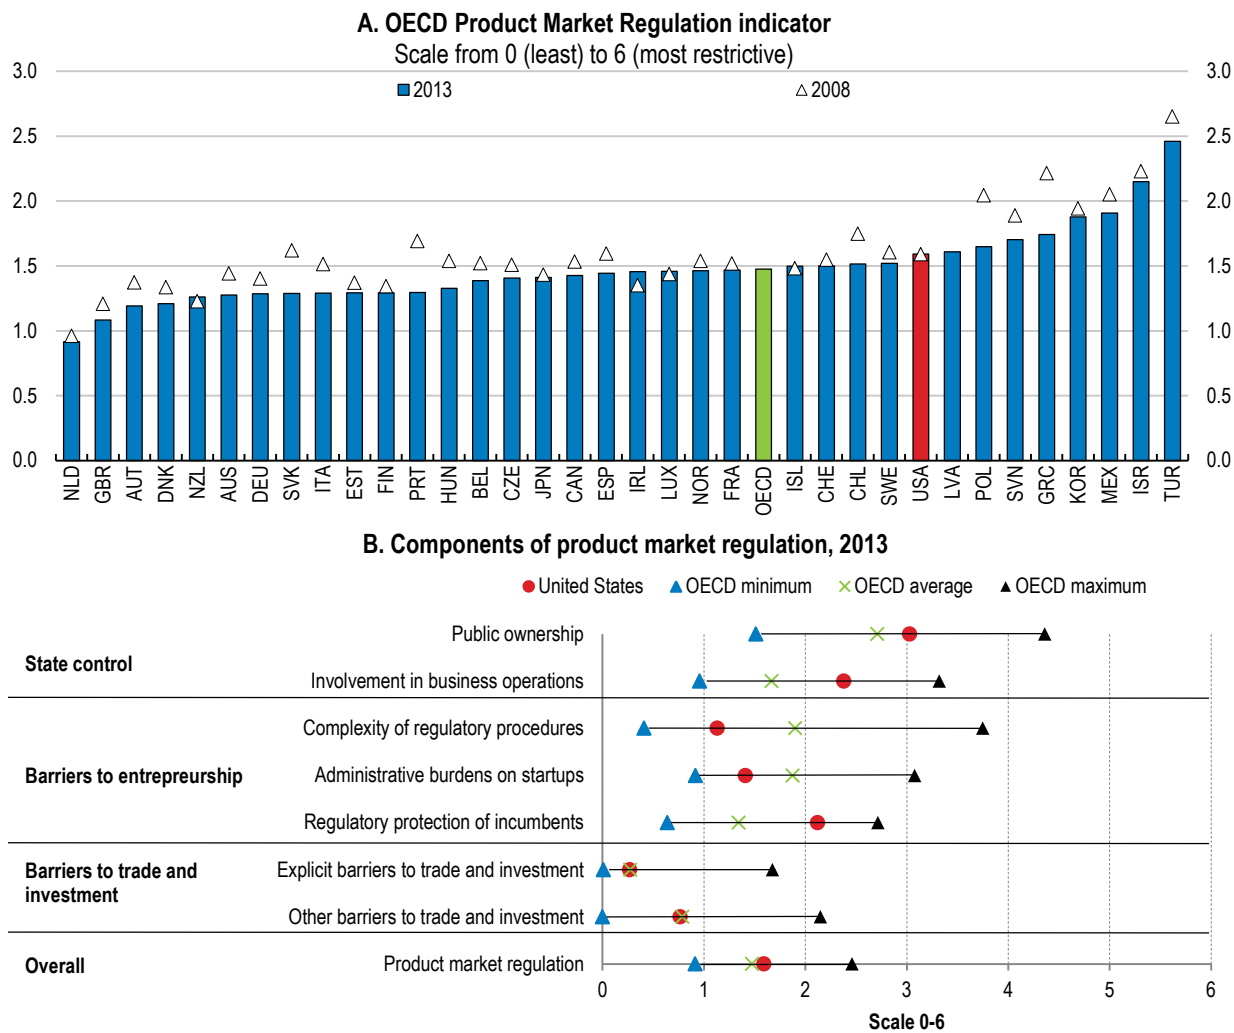 A. OECD Product Market Regulation indicator
Scale from 0 (least) to 6 (most restrictive)
3.0 3.0
2013 2008
2.5 2.5
2.0 2.0
1.5 1.5
1.0 1.0
0.5 0.5
0.0 0.0
NLD GBR AUT DNK NZL AUS DEU SVK ITA EST FIN PRT HUN BEL CZE JPN CAN ESP IRL LUX NOR FRA OECD ISL CHE CHL SWE USA LVA POL SVN GRC KOR MEX ISR TUR
B. Components of product market regulation, 2013
United States OECD minimum OECD average OECD maximum
Public ownership
State control
Involvement in business operations
Complexity of regulatory procedures
Barriers to entrepreurship Administrative burdens on startups
Regulatory protection of incumbents
Barriers to trade and Explicit barriers to trade and investment
investment
Other barriers to trade and investment
Overall Product market regulation
0 1 2 3 4 5 6
Scale 0-6